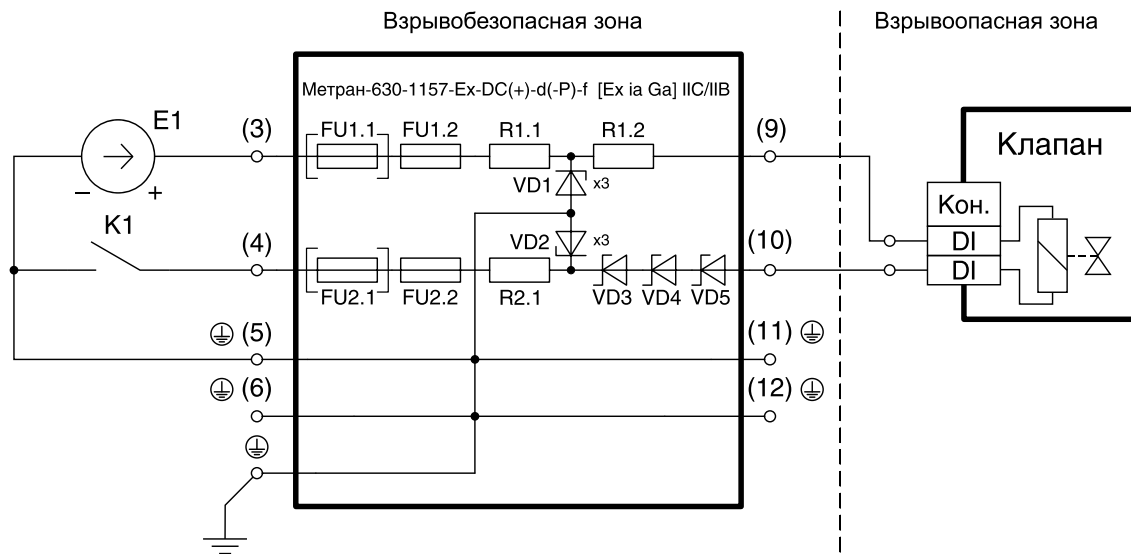 Взрывобезопасная зона
Взрывоопасная зона
Метран-630-1157-Ex-DC(+)-d(-P)-f [Ex ia Ga] IIC/IIB
E1
(3)
FU1.1
FU1.2
R1.1
R1.2
(9)
Клапан
− +
VD1
x3
Кон.
K1
(4)
VD2
x3
(10)
DI
DI
FU2.1
FU2.2
R2.1
VD3
VD4
VD5
(5)
(11)
(6)
(12)